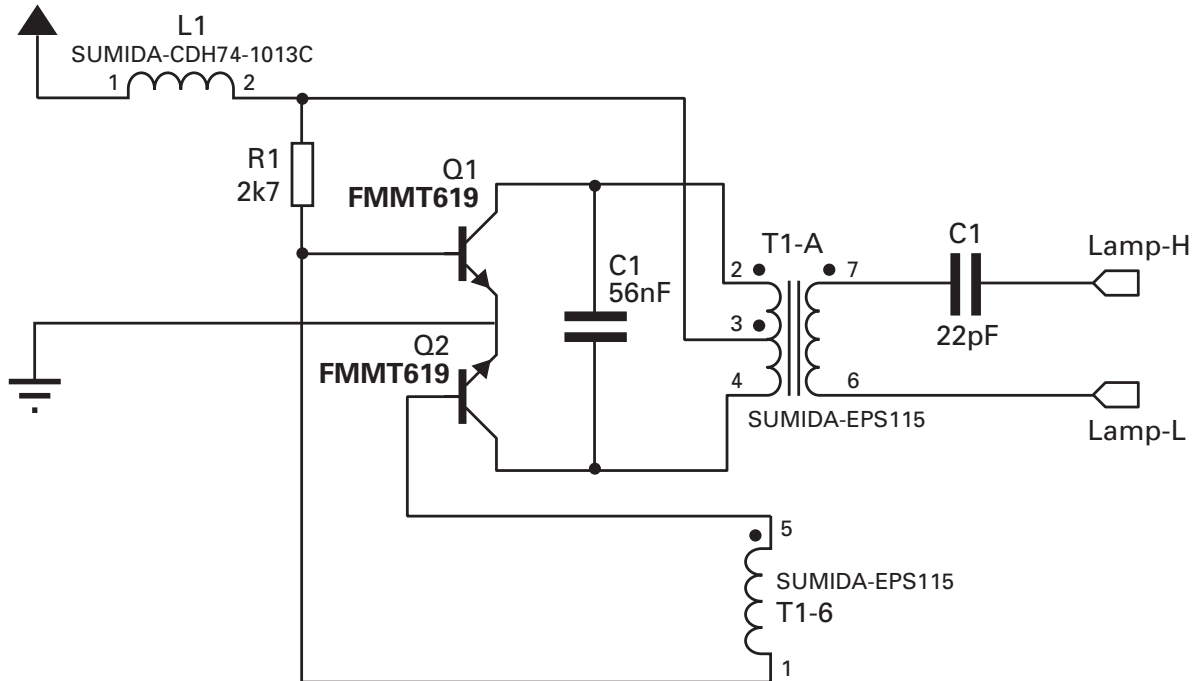 L1
SUMIDA-CDH74-1013C
1
2
R1
2k7
Q1
FMMT619
Q2
FMMT619
C1
56nF
T1-A
2
7
3
4
6
SUMIDA-EPS115
C1
22pF
Lamp-H
Lamp-L
5
SUMIDA-EPS115
T1-6
1